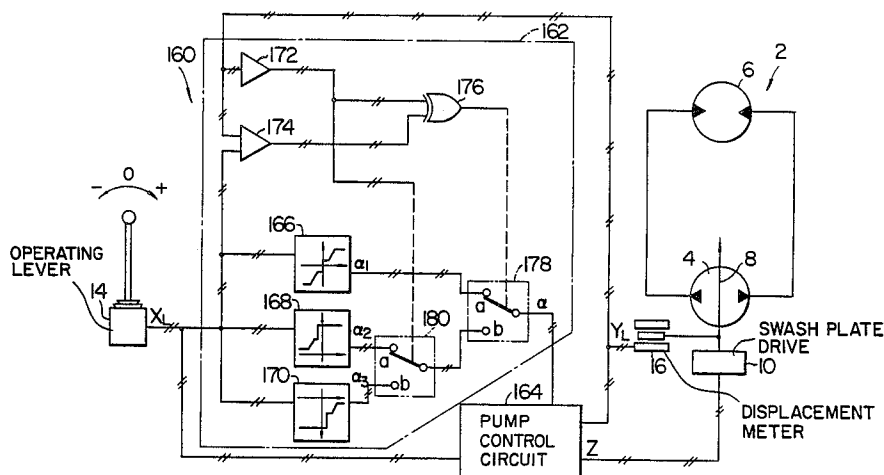 162
172
160
176
2
6
174
- 0 +
166
178
4
8
OPERATING
LEVER
14
XL
α1
a
α
b
168
α2
180
YL
a
b
SWASH PLATE
DRIVE
16
10
170
α3
164
PUMP
CONTROL
CIRCUIT
Z
DISPLACEMENT
METER